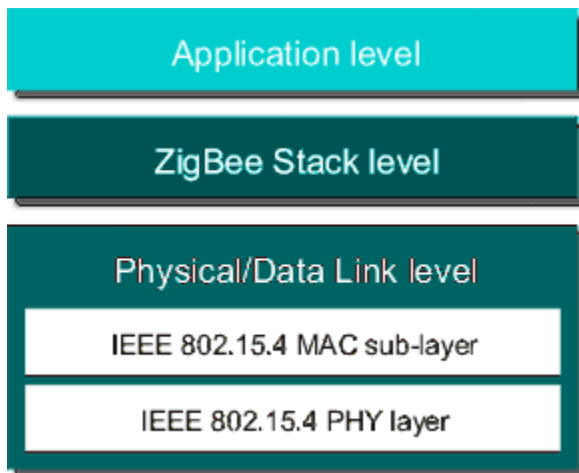 Application level
ZigBee Stack level
Physical/Data Link level
IEEE 802.15.4 MAC sub-layer
IEEE 802.15.4 PHY layer